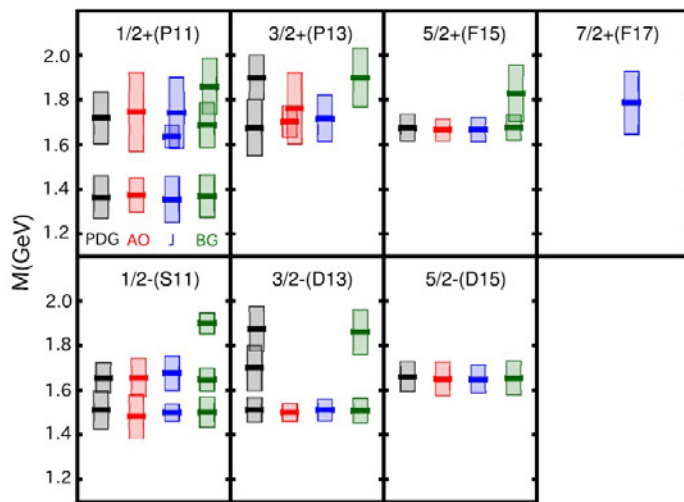 1/2+(P11) 3/2+(P13) 5/2+(F15) 7/2+(F17)
2.0
1.8
1.6
1.4
1.2
PDG AO J BG
M(GeV)
1/2-(S11) 3/2-(D13) 5/2-(D15)
2.0
1.8
1.6
1.4
1.2